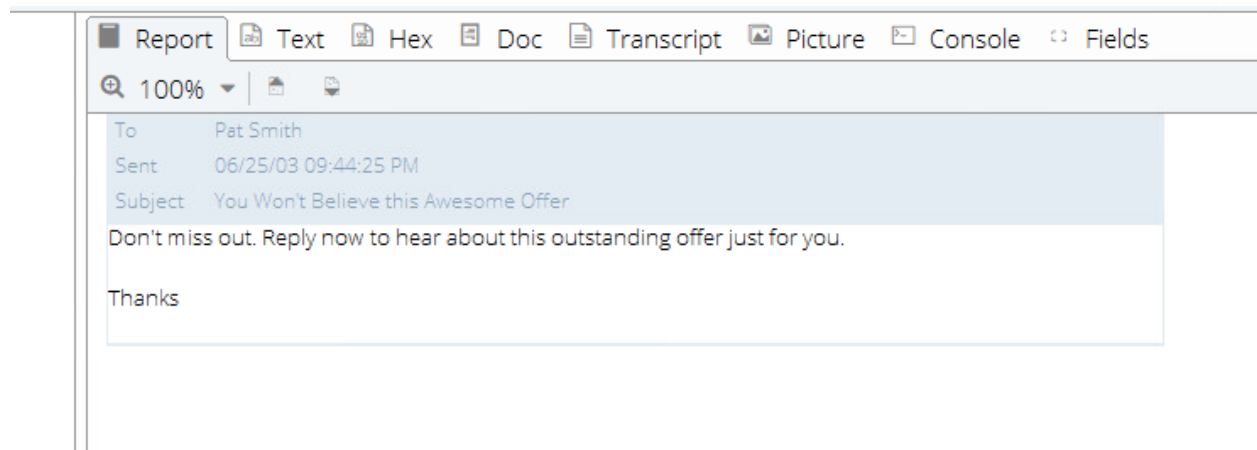 Report Text Hex Doc Transcript Picture Console Fields
100%
To Pat Smith
Sent 06/25/03 09:44:25 PM
Subject You Won't Believe this Awesome Offer
Don't miss out. Reply now to hear about this outstanding offer just for you.
Thanks